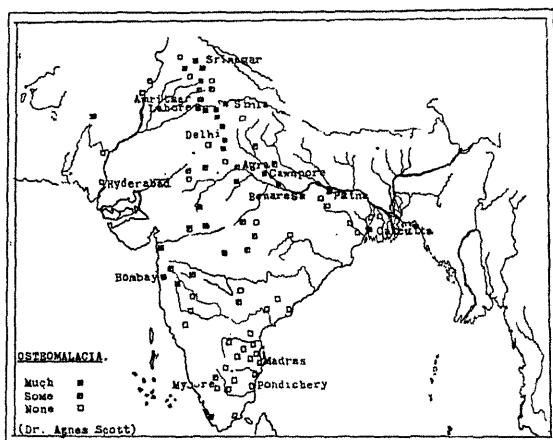 Srinagar
Amritsar
Lahore
Simla
Delhi
Agra
Cawnpore
Hyderabad
Benares
Patna
Calcutta
Bombay
OSTEOMALACIA.
Madras
Much
Mysore
Pondichery
Some
None
(Dr. Agnes Scott)